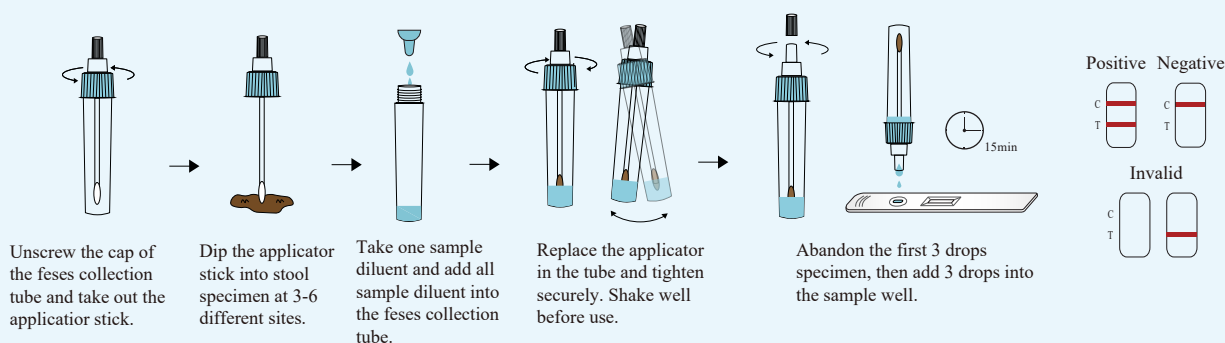 Unscrew the cap of
the feses collection
tube and take out the
applicatior stick.
Dip the applicator
stick into stool
specimen at 3-6
different sites.
Take one sample
diluent and add all
sample diluent into
the feses collection
tube.
Replace the applicator
in the tube and tighten
securely. Shake well
before use.
15min
Abandon the first 3 drops
specimen, then add 3 drops into
the sample well.
Positive Negative
C C
T T
Invalid
C
T